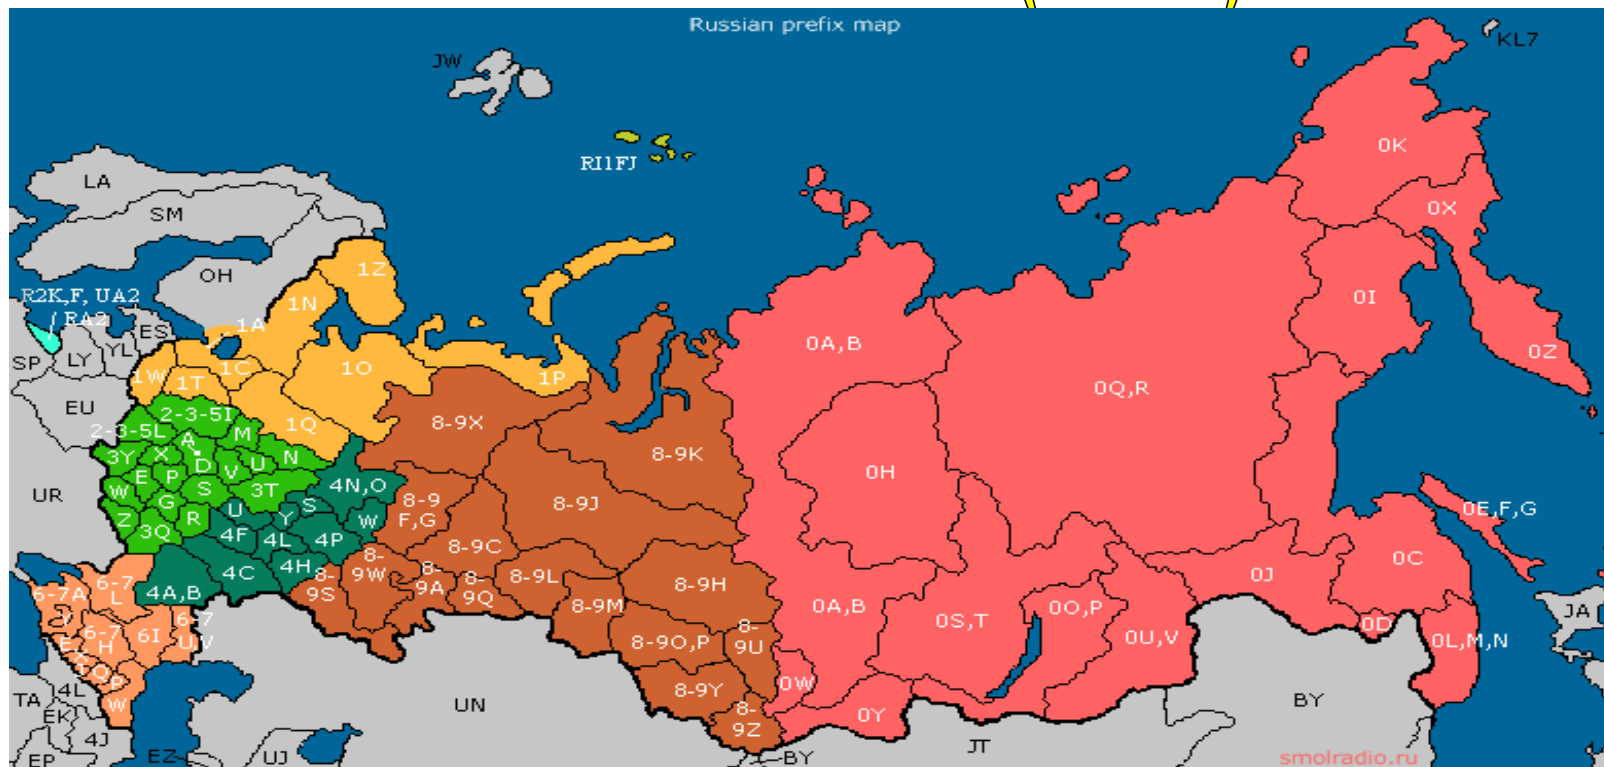 Russian prefix map
KL7
JW
RI1FJ
0K
LA
SM
0X
OH
1Z
R2K,F, UA2
RA2
1N
0I
1A
ES
SP
LY
YL
1W
1T
1C
1O
1P
0A,B
0Z
EU
2-3-5I
1Q
8-9X
0Q,R
2-3-5L
A
M
3Y
X
D
V
U
N
8-9K
0H
E
P
S
3T
4N,O
UR
W
G
R
U
Y
S
W
8-9
F,G
8-9J
0E,F,G
Z
3Q
4F
4L
4P
8-9C
0C
4C
4H
8-
9W
8-
9A
8-
9Q
8-9L
8-9H
0J
6-7A
6-7
L
4A,B
8-
9S
8-9M
0A,B
0S,T
0O,P
JA
Y
6-7
H
6I
6-7
U,V
8-9O,P
8-
9U
0U,V
0D
0L,M,N
E
X
Q
P
W
8-9Y
0W
TA
4L
EK
4J
UN
8-
9Z
0Y
BY
EP
EZ
UJ
BY
JT
smolradio.ru